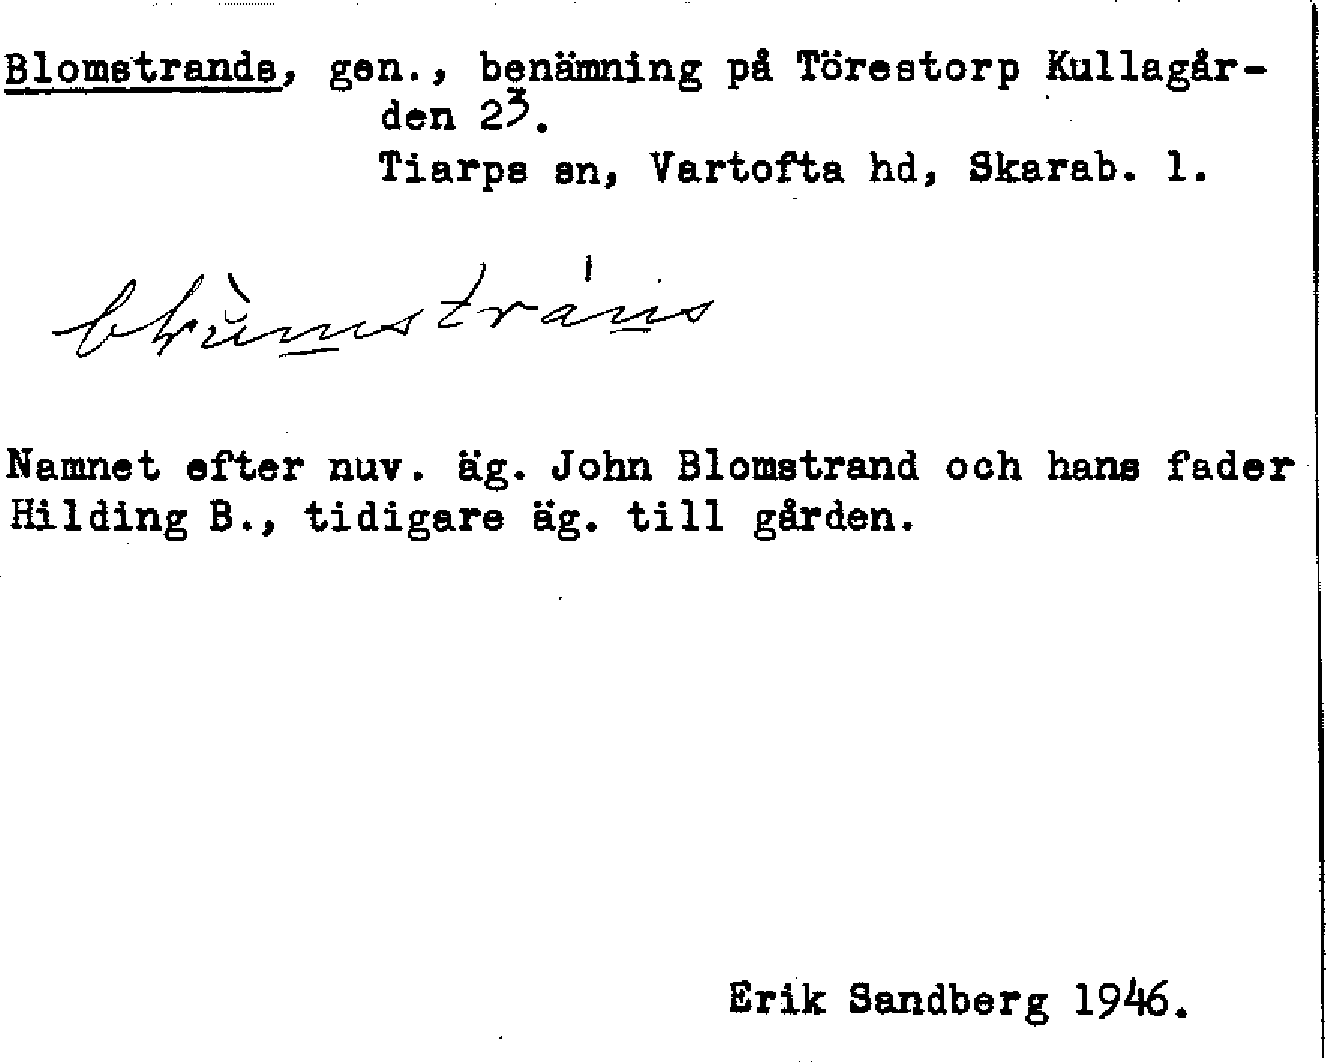 Blomstrands, gen., benämning på Törestorp Kullagår-
den 23.
Tiarps sn, Vartofta hd, Skarab. l.
Namnet efter nuv. äg. John Blomstrand och hans fader
Hilding B., tidigare äg. till gården.
Erik Sandberg 1946.